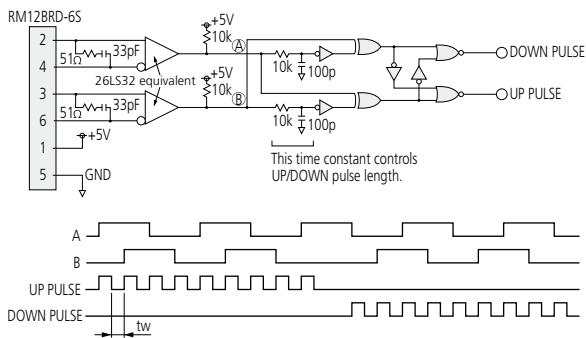 RM12BRD-6S
+5V
10k
Ⓐ
2
33pF
51Ω
4
26LS32 equivalent
+5V
10k
Ⓑ
10k
100p
DOWN PULSE
3
33pF
51Ω
6
10k
100p
UP PULSE
1
+5V
5
GND
This time constant controls
UP/DOWN pulse length.
A
B
UP PULSE
DOWN PULSE
tw